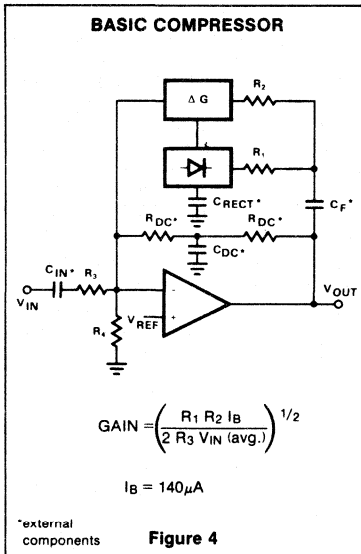 BASIC COMPRESSOR
Δ G
R2
R1
CRECT*
CF*
RDC*
RDC*
CDC*
CIN*
R3
VIN
-
VREF
+
R4
VOUT
GAIN = (R1 R2 IB / 2 R3 VIN (avg.)) 1/2
IB = 140μA
*external
components
Figure 4